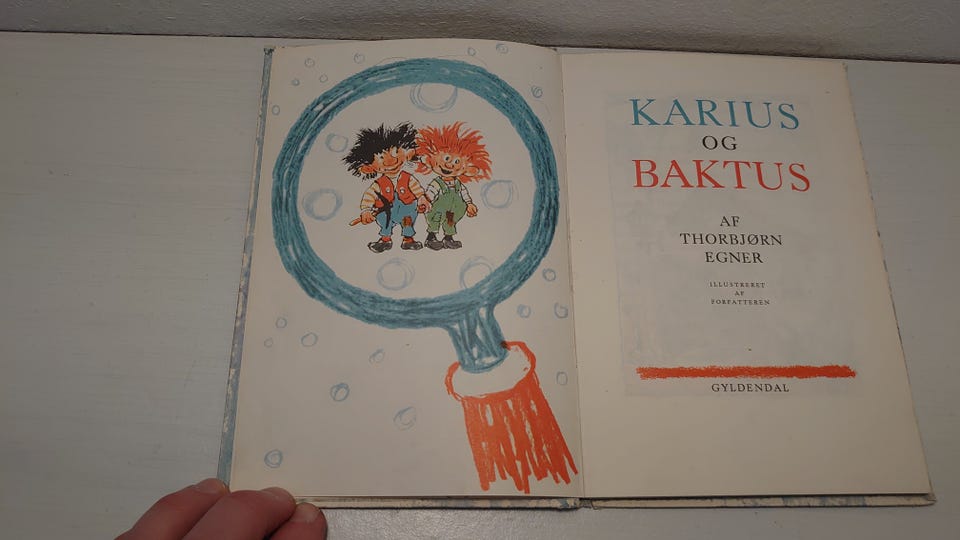 KARIUS
OG
BAKTUS
AF
THORBJØRN
EGNER
ILLUSTRERET
AF
FORFATTEREN
GYLDENDAL